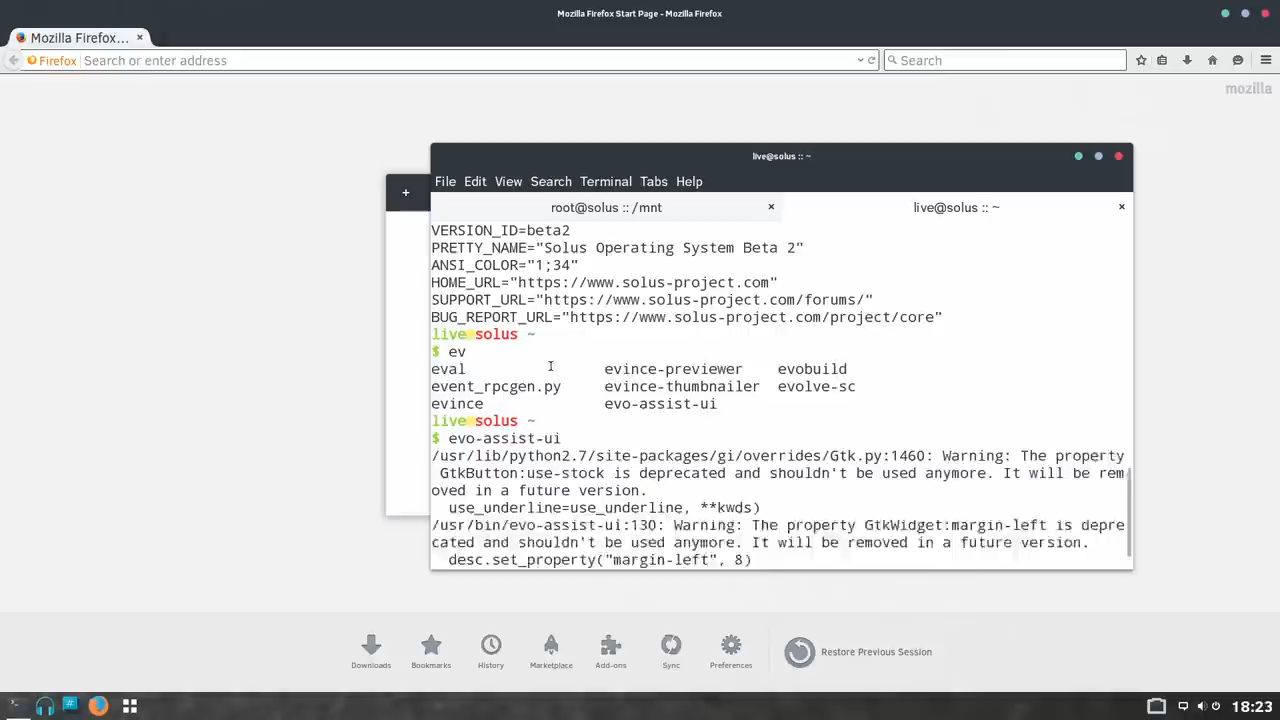 Mozilla Firefox Start Page - Mozilla Firefox
Mozilla Firefox... ×
Firefox Search or enter address
Search
mozilla
live@solus :: ~
+
File Edit View Search Terminal Tabs Help
root@solus :: /mnt × live@solus :: ~ ×
VERSION_ID=beta2
PRETTY_NAME="Solus Operating System Beta 2"
ANSI_COLOR="1;34"
HOME_URL="https://www.solus-project.com"
SUPPORT_URL="https://www.solus-project.com/forums/"
BUG_REPORT_URL="https://www.solus-project.com/project/core"
live@solus ~
$ ev
eval evince-previewer evobuild
event_rpcgen.py evince-thumbnailer evolve-sc
evince evo-assist-ui
live@solus ~
$ evo-assist-ui
/usr/lib/python2.7/site-packages/gi/overrides/Gtk.py:1460: Warning: The property
GtkButton:use-stock is deprecated and shouldn't be used anymore. It will be rem
oved in a future version.
use_underline=use_underline, **kwds)
/usr/bin/evo-assist-ui:130: Warning: The property GtkWidget:margin-left is depre
cated and shouldn't be used anymore. It will be removed in a future version.
desc.set_property("margin-left", 8)
Downloads Bookmarks History Marketplace Add-ons Sync Preferences Restore Previous Session
18:23